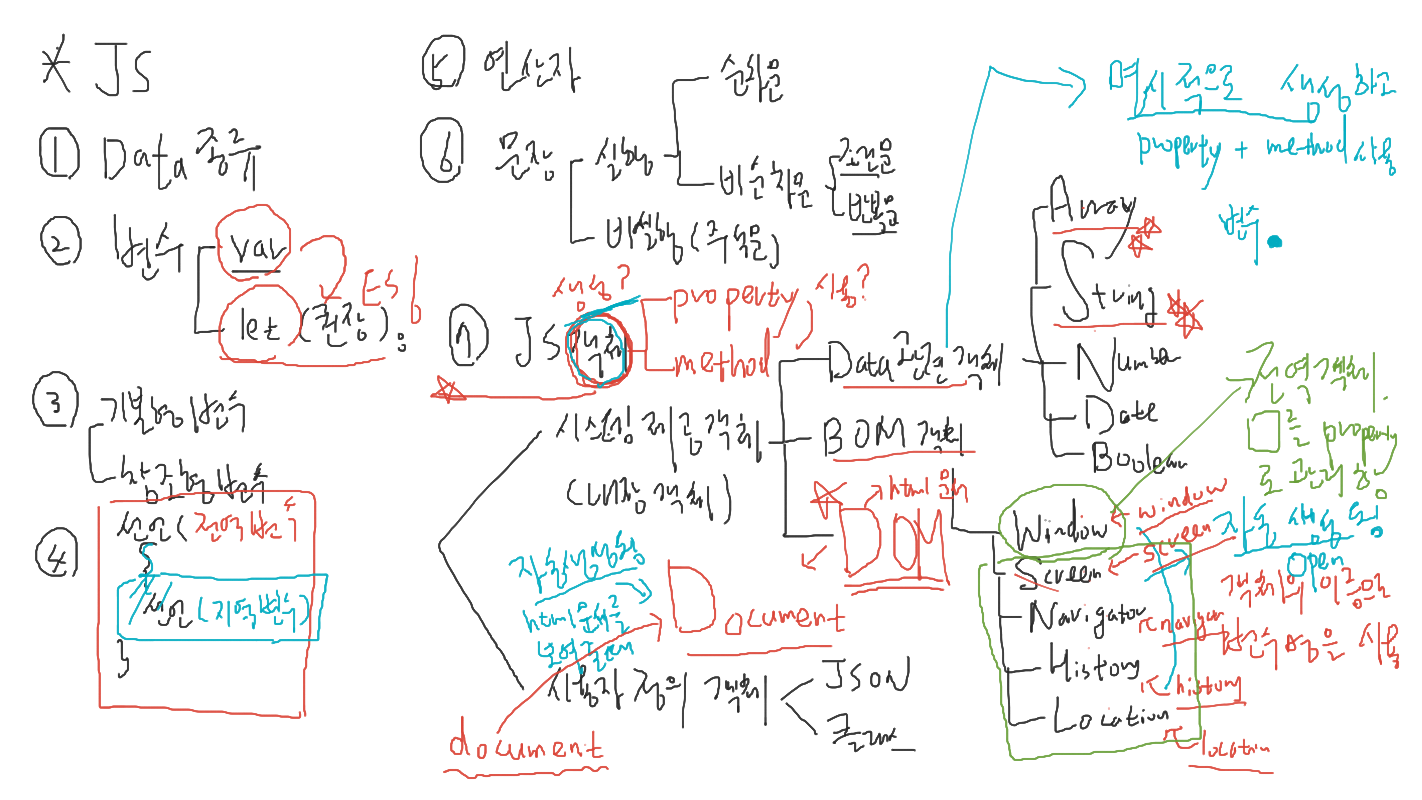 * JS
① Data 종류
② 변수
var
let (권장)
ES6
③ 기본형변수
참조형변수
④ 선언 (전역변수
{
선언 (지역변수)
}
⑤ 연산자
⑥ 문장
실행
순차문
비순차문
조건문
반복문
비실행 (주석문)
⑦ JS 객체
생성?
property
method
사용?
시스템 제공 객체
(내장 객체)
Data 관련 객체
Array
String
Number
Date
Boolean
명시적으로 생성하고
property + method 사용
변수.
BOM 객체
Window
Screen
Navigator
History
Location
window
screen
navigator
history
location
전역객체.
을 property
로 관리해
자동 생성 됨
open
객체의 이름은
변수명은 사용
DOM
html 문서
Document
자동생성됨
html문서를
보여줄때
document
사용자 정의 객체
JSON
클래스